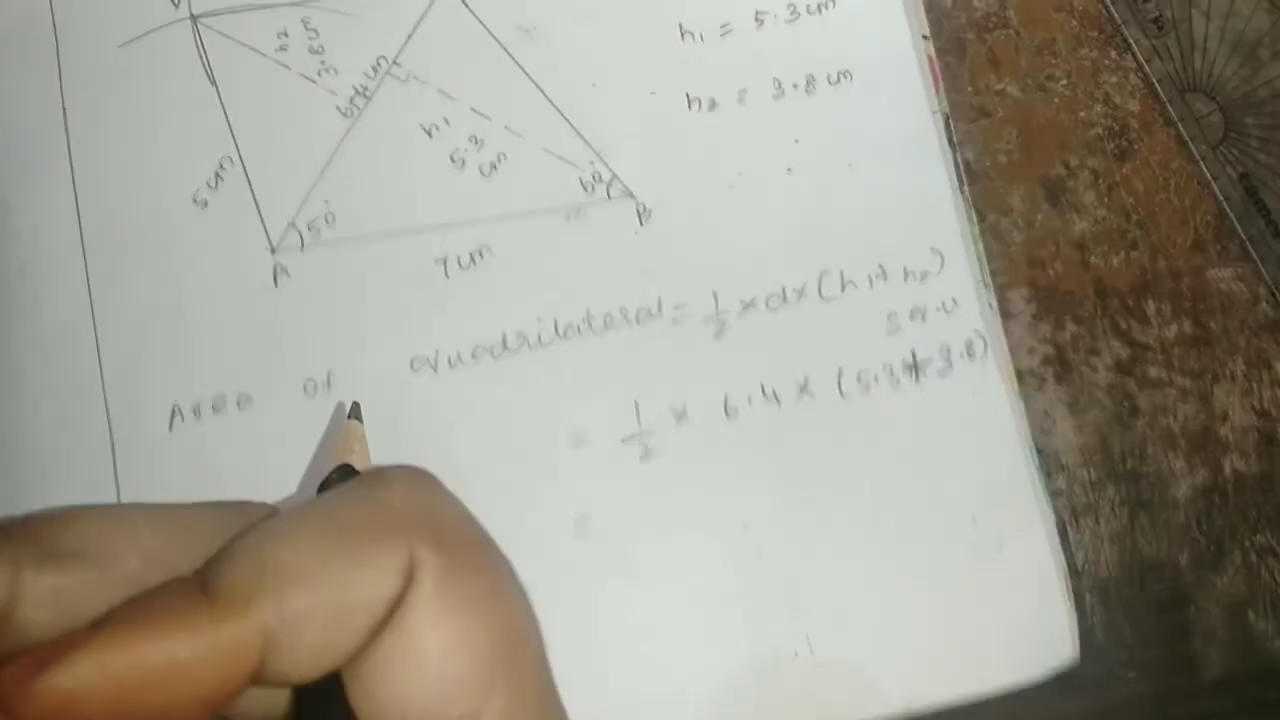 h₁ = 5.3 cm
h₂ = 3.8 cm
h₂
3.8 cm
6.4 cm
h₁
5.3
cm
5 cm
50°
60°
A
B
7 cm
Area of quadrilateral = 1/2 × d × (h₁ + h₂)
sq.u
= 1/2 × 6.4 × (5.3 + 3.8)
=